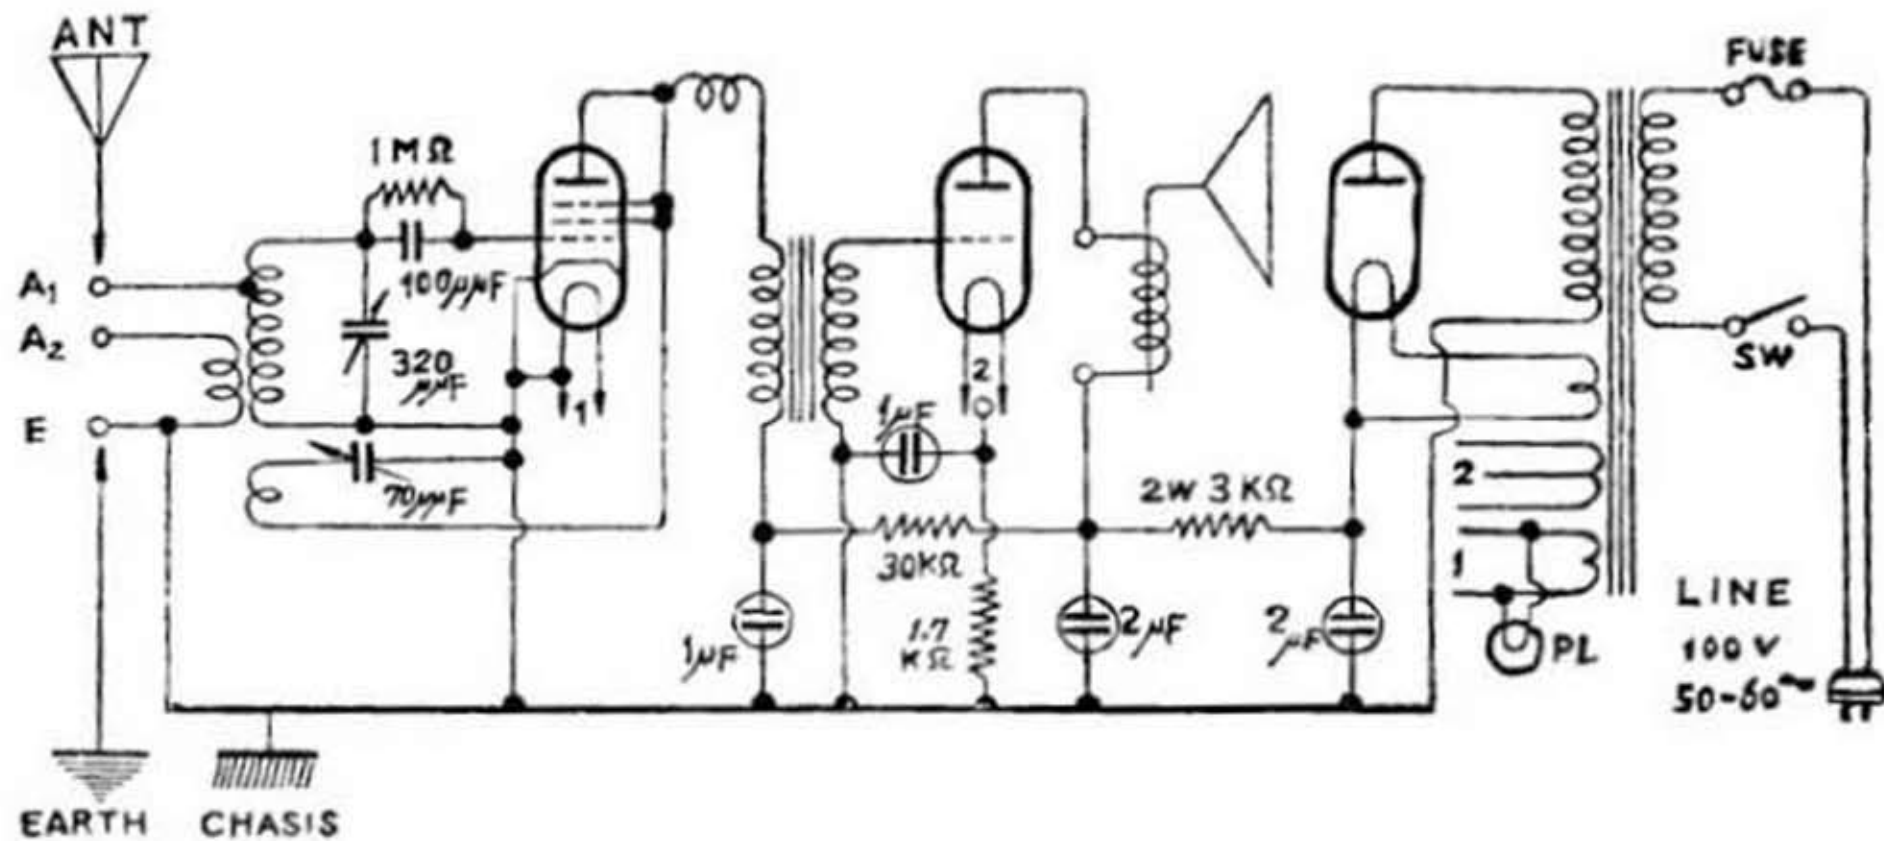 ANT
FUSE
1MΩ
A1
100μμF
A2
320
μμF
SW
1
2
1μF
E
2W 3KΩ
2
70μμF
30KΩ
1
LINE
1μF
1.7
KΩ
2μF
2
μF
PL
100V
50-60~
EARTH
CHASIS